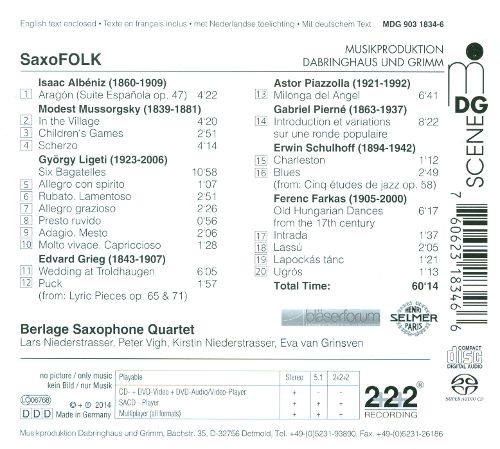 English text enclosed • Texte en français inclus • met Nederlandse toelichting • Mit deutschem Text
MDG 903 1834-6
SaxoFOLK
MUSIKPRODUKTION
DABRINGHAUS UND GRIMM
mDG
SCENE
Isaac Albéniz (1860-1909)
1 Aragón (Suite Española op. 47) 4'22
Modest Mussorgsky (1839-1881)
2 In the Village 4'20
3 Children's Games 2'51
4 Scherzo 4'14
György Ligeti (1923-2006)
Six Bagatelles 10'58
5 Allegro con spirito 1'07
6 Rubato. Lamentoso 2'51
7 Allegro grazioso 2'26
8 Presto ruvido 0'56
9 Adagio. Mesto 2'06
10 Molto vivace. Capriccioso 1'28
Edvard Grieg (1843-1907)
11 Wedding at Troldhaugen 6'05
12 Puck 1'57
(from: Lyric Pieces op. 65 & 71)
Astor Piazzolla (1921-1992)
13 Milonga del Angel 6'41
Gabriel Pierné (1863-1937)
14 Introduction et variations 8'22
sur une ronde populaire
Erwin Schulhoff (1894-1942)
15 Charleston 1'12
16 Blues 2'49
(from: Cinq études de jazz op. 58)
Ferenc Farkas (1905-2000)
Old Hungarian Dances 6'17
from the 17th century
17 Intrada 1'37
18 Lassú 2'05
19 Lapockás tánc 1'21
20 Ugrós 1'13
Total Time: 60'14
7 60623 18346 6
Berlage Saxophone Quartet
Lars Niederstrasser, Peter Vigh, Kirstin Niederstrasser, Eva van Grinsven
bläserforum
HENRI
SELMER
PARIS
COMPACT
disc
DIGITAL AUDIO
SUPER AUDIO CD
no picture / only music
kein Bild / nur Musik
LC06768
℗ + © 2014
DDD Made in Germany
Playable Stereo 5.1 2+2+2
CD- + DVD-Video + DVD-Audio/Video-Player + - -
SACD - Player + + -
Multiplayer (all formats) + + +
222®
RECORDING
Musikproduktion Dabringhaus und Grimm, Bachstr. 35, D-32756 Detmold, Tel. +49-(0)5231-93890, Fax. +49-(0)5231-26186